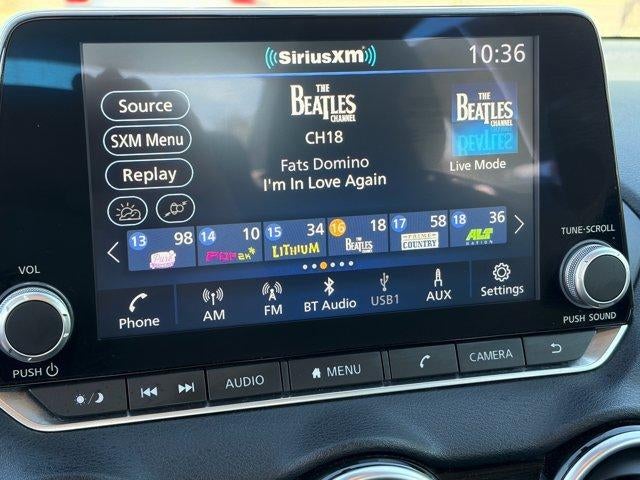 SiriusXM
10:36
Source
SXM Menu
Replay
THE
BEATLES
CHANNEL
CH18
Fats Domino
I'm In Love Again
THE
BEATLES
CHANNEL
Live Mode
13 98
14 10
15 34 LITHIUM
16 18 THE BEATLES
17 58 PRIME COUNTRY
18 36 ALT NATION
Phone
AM
FM
BT Audio
USB1
AUX
Settings
VOL
PUSH
TUNE·SCROLL
PUSH SOUND
AUDIO
MENU
CAMERA